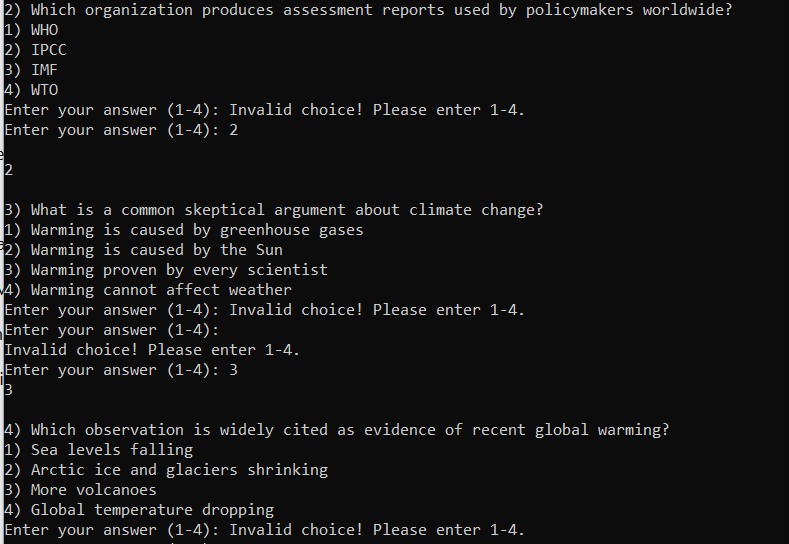 2) Which organization produces assessment reports used by policymakers worldwide?
1) WHO
2) IPCC
3) IMF
4) WTO
Enter your answer (1-4): Invalid choice! Please enter 1-4.
Enter your answer (1-4): 2
2
3) What is a common skeptical argument about climate change?
1) Warming is caused by greenhouse gases
2) Warming is caused by the Sun
3) Warming proven by every scientist
4) Warming cannot affect weather
Enter your answer (1-4): Invalid choice! Please enter 1-4.
Enter your answer (1-4):
Invalid choice! Please enter 1-4.
Enter your answer (1-4): 3
3
4) Which observation is widely cited as evidence of recent global warming?
1) Sea levels falling
2) Arctic ice and glaciers shrinking
3) More volcanoes
4) Global temperature dropping
Enter your answer (1-4): Invalid choice! Please enter 1-4.